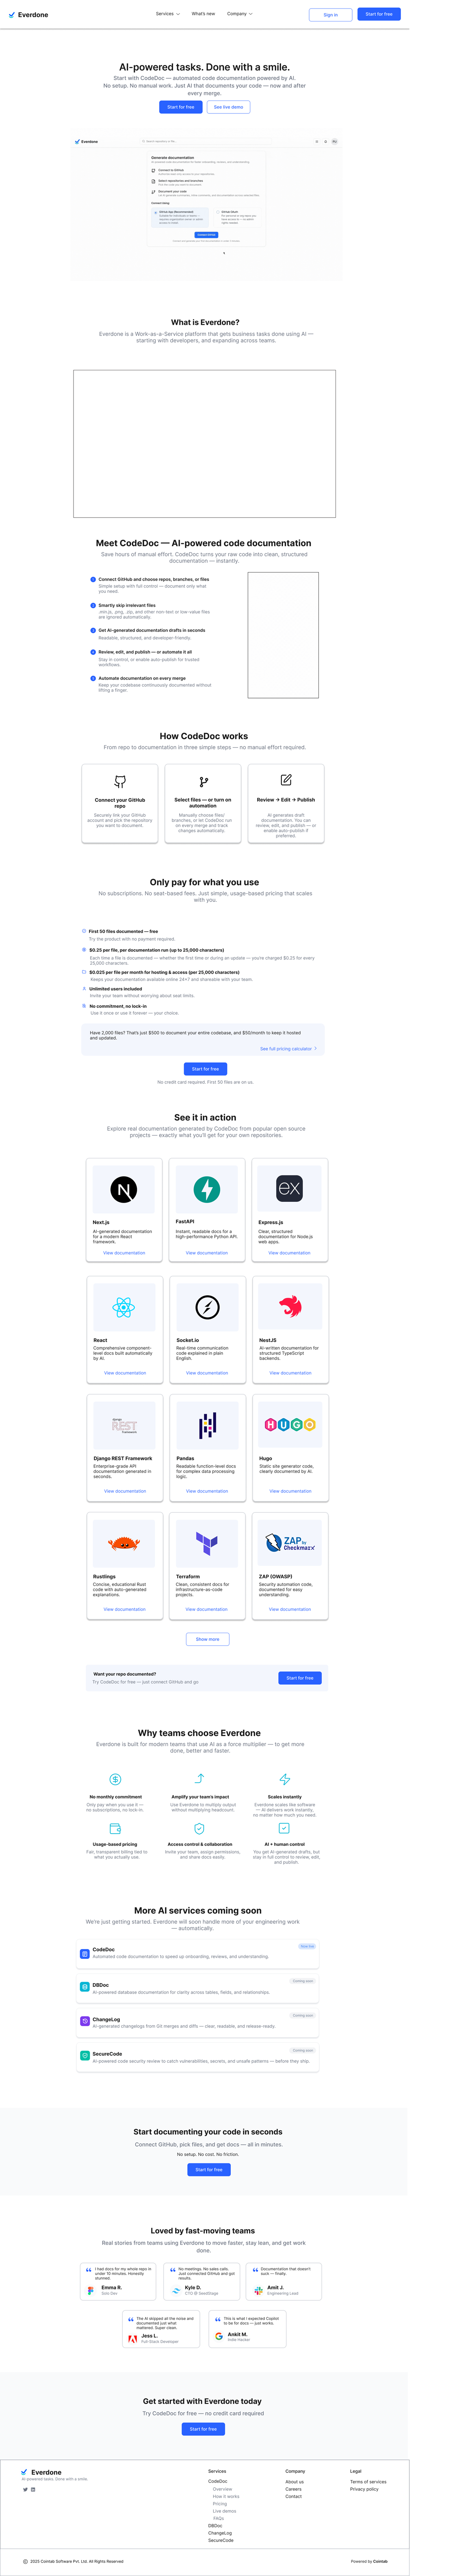 Everdone
Services
What's new
Company
Sign in
Start for free
AI-powered tasks. Done with a smile.
Start with CodeDoc — automated code documentation powered by AI.
No setup. No manual work. Just AI that documents your code — now and after
every merge.
Start for free
See live demo
Everdone
Generate documentation
Connect to GitHub
Select repositories and branches
Document your code
Connect GitHub
What is Everdone?
Everdone is a Work-as-a-Service platform that gets business tasks done using AI —
starting with developers, and expanding across teams.
Meet CodeDoc — AI-powered code documentation
Save hours of manual effort. CodeDoc turns your raw code into clean, structured
documentation — instantly.
Connect GitHub and choose repos, branches, or files
Simple setup with full control — document only what
you need.
Smartly skip irrelevant files
.min.js, .png, .zip, and other non-text or low-value files
are ignored automatically.
Get AI-generated documentation drafts in seconds
Readable, structured, and developer-friendly.
Review, edit, and publish — or automate it all
Stay in control, or enable auto-publish for trusted
workflows.
Automate documentation on every merge
Keep your codebase continuously documented without
lifting a finger.
How CodeDoc works
From repo to documentation in three simple steps — no manual effort required.
Connect your GitHub
repo
Securely link your GitHub
account and pick the repository
you want to document.
Select files — or turn on
automation
Manually choose files/
branches, or let CodeDoc run
on every merge and track
changes automatically.
Review → Edit → Publish
AI generates draft
documentation. You can
review, edit, and publish — or
enable auto-publish if
preferred.
Only pay for what you use
No subscriptions. No seat-based fees. Just simple, usage-based pricing that scales
with you.
First 50 files documented — free
Try the product with no payment required.
$0.25 per file, per documentation run (up to 25,000 characters)
Each time a file is documented — whether the first time or during an update — you're charged $0.25 for every
25,000 characters.
$0.025 per file per month for hosting & access (per 25,000 characters)
Keeps your documentation available online 24×7 and shareable with your team.
Unlimited users included
Invite your team without worrying about seat limits.
No commitment, no lock-in
Use it once or use it forever — your choice.
Have 2,000 files? That's just $500 to document your entire codebase, and $50/month to keep it hosted
and updated.
See full pricing calculator
Start for free
No credit card required. First 50 files are on us.
See it in action
Explore real documentation generated by CodeDoc from popular open source
projects — exactly what you'll get for your own repositories.
Next.js
AI-generated documentation
for a modern React
framework.
View documentation
FastAPI
Instant, readable docs for a
high-performance Python API.
View documentation
ex
Express.js
Clear, structured
documentation for Node.js
web apps.
View documentation
React
Comprehensive component-
level docs built automatically
by AI.
View documentation
Socket.io
Real-time communication
code explained in plain
English.
View documentation
NestJS
AI-written documentation for
structured TypeScript
backends.
View documentation
django
REST
framework
Django REST Framework
Enterprise-grade API
documentation generated in
seconds.
View documentation
Pandas
Readable function-level docs
for complex data processing
logic.
View documentation
HUGO
Hugo
Static site generator code,
clearly documented by AI.
View documentation
Rustlings
Concise, educational Rust
code with auto-generated
explanations.
View documentation
Terraform
Clean, consistent docs for
infrastructure-as-code
projects.
View documentation
ZAP by
Checkmarx
ZAP (OWASP)
Security automation code,
documented for easy
understanding.
View documentation
Show more
Want your repo documented?
Try CodeDoc for free — just connect GitHub and go
Start for free
Why teams choose Everdone
Everdone is built for modern teams that use AI as a force multiplier — to get more
done, better and faster.
No monthly commitment
Only pay when you use it —
no subscriptions, no lock-in.
Amplify your team's impact
Use Everdone to multiply output
without multiplying headcount.
Scales instantly
Everdone scales like software
— AI delivers work instantly,
no matter how much you need.
Usage-based pricing
Fair, transparent billing tied to
what you actually use.
Access control & collaboration
Invite your team, assign permissions,
and share docs easily.
AI + human control
You get AI-generated drafts, but
stay in full control to review, edit,
and publish.
More AI services coming soon
We're just getting started. Everdone will soon handle more of your engineering work
— automatically.
CodeDoc
Automated code documentation to speed up onboarding, reviews, and understanding.
DBDoc
AI-powered database documentation for clarity across tables, fields, and relationships.
Coming soon
ChangeLog
AI-generated changelogs from Git merges and diffs — clear, readable, and release-ready
Coming soon
SecureCode
AI-powered code security review to catch vulnerabilities, secrets, and unsafe patterns — before they ship.
Coming soon
Start documenting your code in seconds
Connect GitHub, pick files, and get docs — all in minutes.
No setup. No cost. No friction.
Start for free
Loved by fast-moving teams
Real stories from teams using Everdone to move faster, stay lean, and get work
done.
I had docs for my whole repo in
under 10 minutes. Honestly
stunned.
Emma R.
Solo Dev
No meetings. No sales calls.
Just connected GitHub and got
results.
Kyle D.
CTO @ SeedStage
Documentation that doesn't
suck — finally.
Amit J.
Engineering Lead
The AI skipped all the noise and
documented just what
mattered. Super clean.
Jess L.
Full-Stack Developer
This is what I expected Copilot
to be for docs — just works.
Ankit M.
Indie Hacker
Get started with Everdone today
Try CodeDoc for free — no credit card required
Start for free
Everdone
AI-powered tasks. Done with a smile.
Services
CodeDoc
Overview
How it works
Pricing
Live demos
FAQs
DBDoc
ChangeLog
SecureCode
Company
About us
Careers
Contact
Legal
Terms of services
Privacy policy
2025 Cointab Software Pvt. Ltd. All Rights Reserved
Powered by Cointab